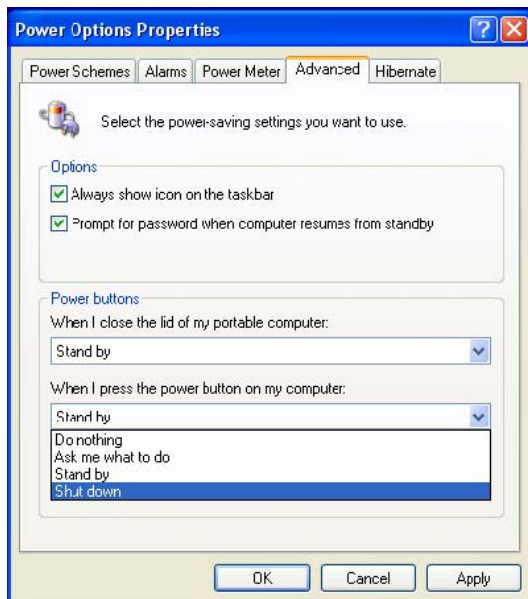 Power Options Properties
Power Schemes Alarms Power Meter Advanced Hibernate
Select the power-saving settings you want to use.
Options
Always show icon on the taskbar
Prompt for password when computer resumes from standby
Power buttons
When I close the lid of my portable computer:
Stand by
When I press the power button on my computer:
Stand by
Do nothing
Ask me what to do
Stand by
Shut down
OK Cancel Apply